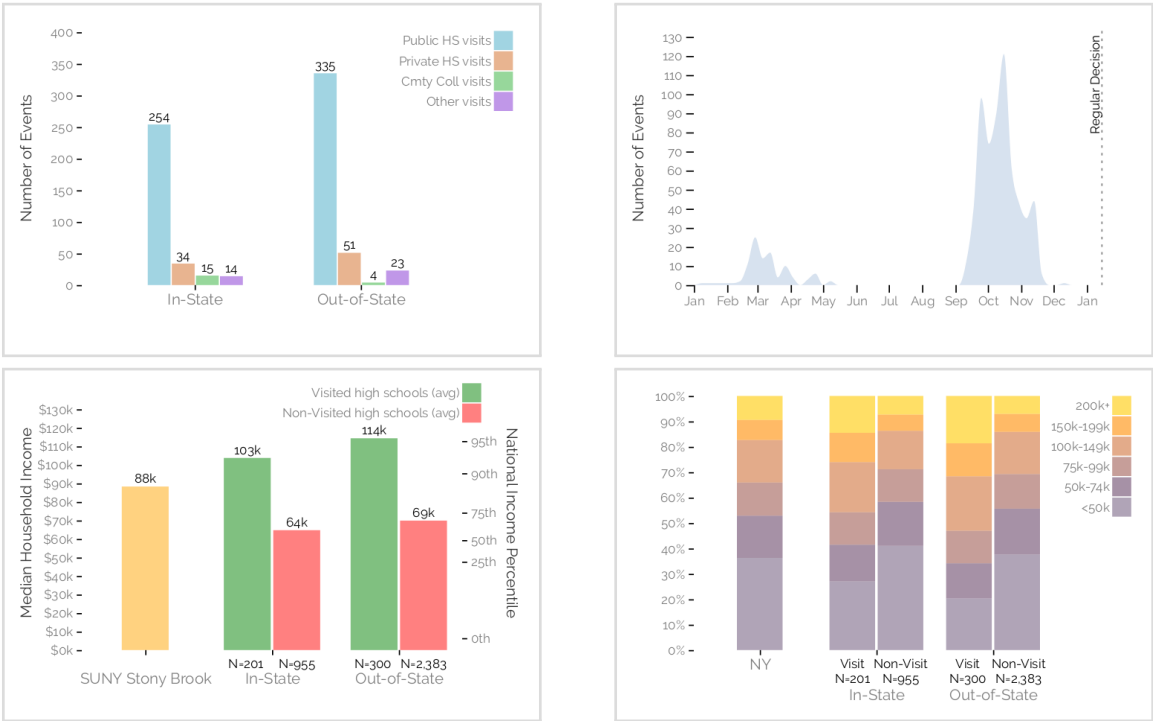 400
350
300
250
200
150
100
50
0
Number of Events
Public HS visits
Private HS visits
Cmty Coll visits
Other visits
254
34
15
14
335
51
4
23
In-State
Out-of-State
130
120
110
100
90
80
70
60
50
40
30
20
10
0
Number of Events
Regular Decision
Jan Feb Mar Apr May Jun Jul Aug Sep Oct Nov Dec Jan
Visited high schools (avg)
Non-Visited high schools (avg)
$130k
$120k
$110k
$100k
$90k
$80k
$70k
$60k
$50k
$40k
$30k
$20k
$10k
$0k
Median Household Income
88k
103k
64k
114k
69k
95th
90th
75th
50th
25th
0th
National Income Percentile
N=201 N=955 N=300 N=2,383
SUNY Stony Brook In-State Out-of-State
100%
90%
80%
70%
60%
50%
40%
30%
20%
10%
0%
200k+
150k-199k
100k-149k
75k-99k
50k-74k
<50k
NY
Visit Non-Visit Visit Non-Visit
N=201 N=955 N=300 N=2,383
In-State Out-of-State